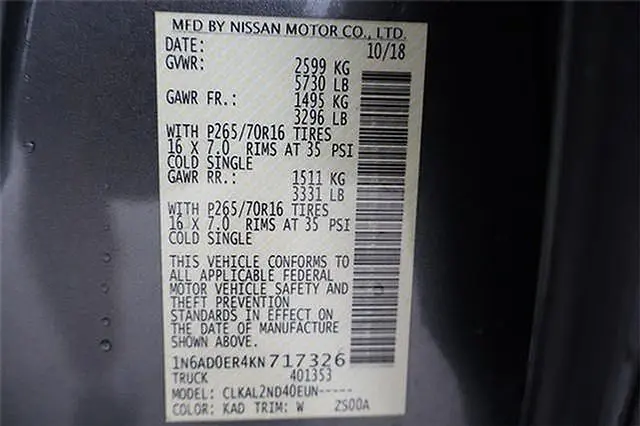 MFD BY NISSAN MOTOR CO., LTD.
DATE: 10/18
GVWR: 2599 KG
5730 LB
GAWR FR.: 1495 KG
3296 LB
WITH P265/70R16 TIRES
16 X 7.0 RIMS AT 35 PSI
COLD SINGLE
GAWR RR.: 1511 KG
3331 LB
WITH P265/70R16 TIRES
16 X 7.0 RIMS AT 35 PSI
COLD SINGLE
THIS VEHICLE CONFORMS TO
ALL APPLICABLE FEDERAL
MOTOR VEHICLE SAFETY AND
THEFT PREVENTION
STANDARDS IN EFFECT ON
THE DATE OF MANUFACTURE
SHOWN ABOVE.
1N6AD0ER4KN717326
TRUCK 401353
MODEL: CLKAL2ND40EUN-----
COLOR: KAD TRIM: W 2S00A